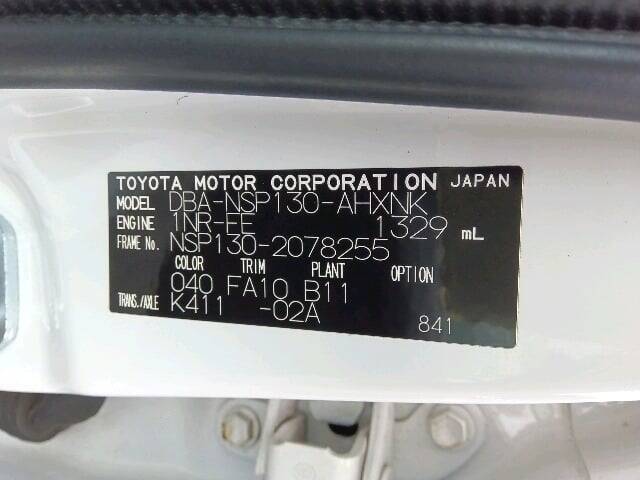 TOYOTA MOTOR CORPORATION JAPAN
MODEL DBA-NSP130-AHXNK
ENGINE 1NR-FE 1329 mL
FRAME No. NSP130-2078255
COLOR TRIM PLANT OPTION
040 FA10 B11
TRANS./AXLE K411 -02A
841